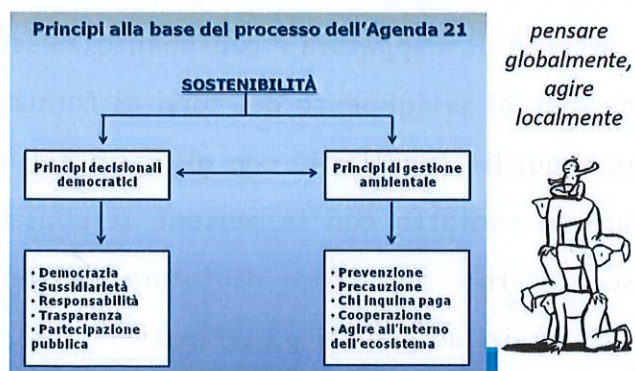 Principi alla base del processo dell'Agenda 21
SOSTENIBILITÀ
Principi decisionali
democratici
Principi di gestione
ambientale
• Democrazia
• Sussidiarietà
• Responsabilità
• Trasparenza
• Partecipazione
pubblica
• Prevenzione
• Precauzione
• Chi inquina paga
• Cooperazione
• Agire all'interno
dell'ecosistema
pensare
globalmente,
agire
localmente